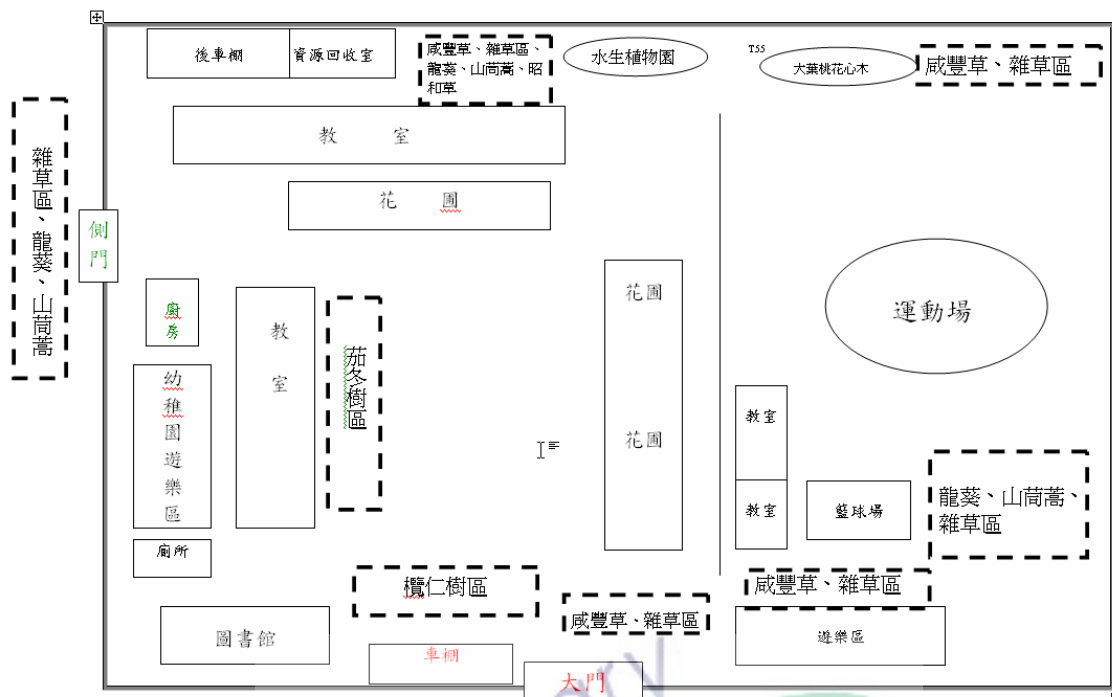 後車棚
資源回收室
咸豐草、雜草區、
龍葵、山茼蒿、昭
和草
水生植物園
T55
大葉桃花心木
咸豐草、雜草區
教 室
雜草區、龍葵、山茼蒿
花 圃
側門
廚房
教室
茄冬樹區
花圃
花圃
運動場
幼稚園遊樂區
教室
教室
籃球場
龍葵、山茼蒿、
雜草區
廁所
欖仁樹區
咸豐草、雜草區
咸豐草、雜草區
圖書館
遊樂區
車棚
大門